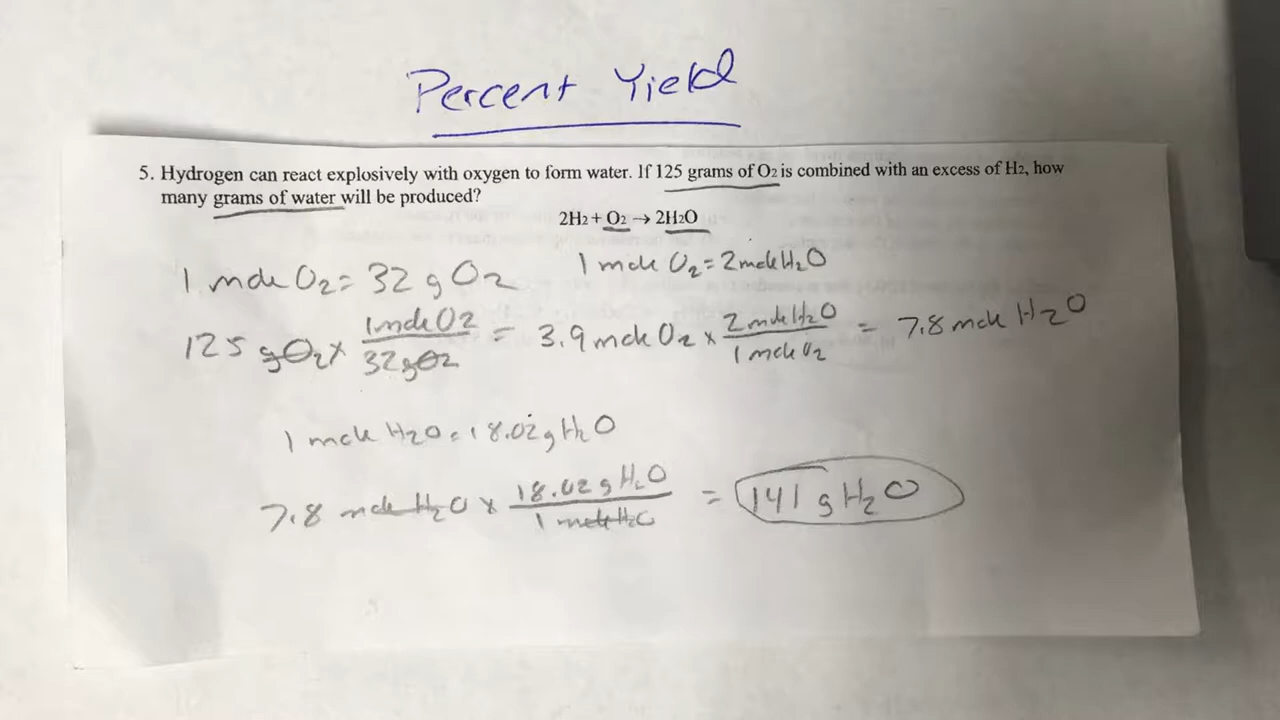 Percent Yield
5. Hydrogen can react explosively with oxygen to form water. If 125 grams of O2 is combined with an excess of H2, how
many grams of water will be produced?
2H2 + O2 → 2H2O
1 mole O2 = 32 g O2 1 mole O2 = 2 mole H2O
125 gO2 x 1 mole O2 / 32 gO2 = 3.9 mole O2 x 2 mole H2O / 1 mole O2 = 7.8 mole H2O
1 mole H2O = 18.02 g H2O
7.8 mole H2O x 18.02 g H2O / 1 mole H2O = 141 g H2O